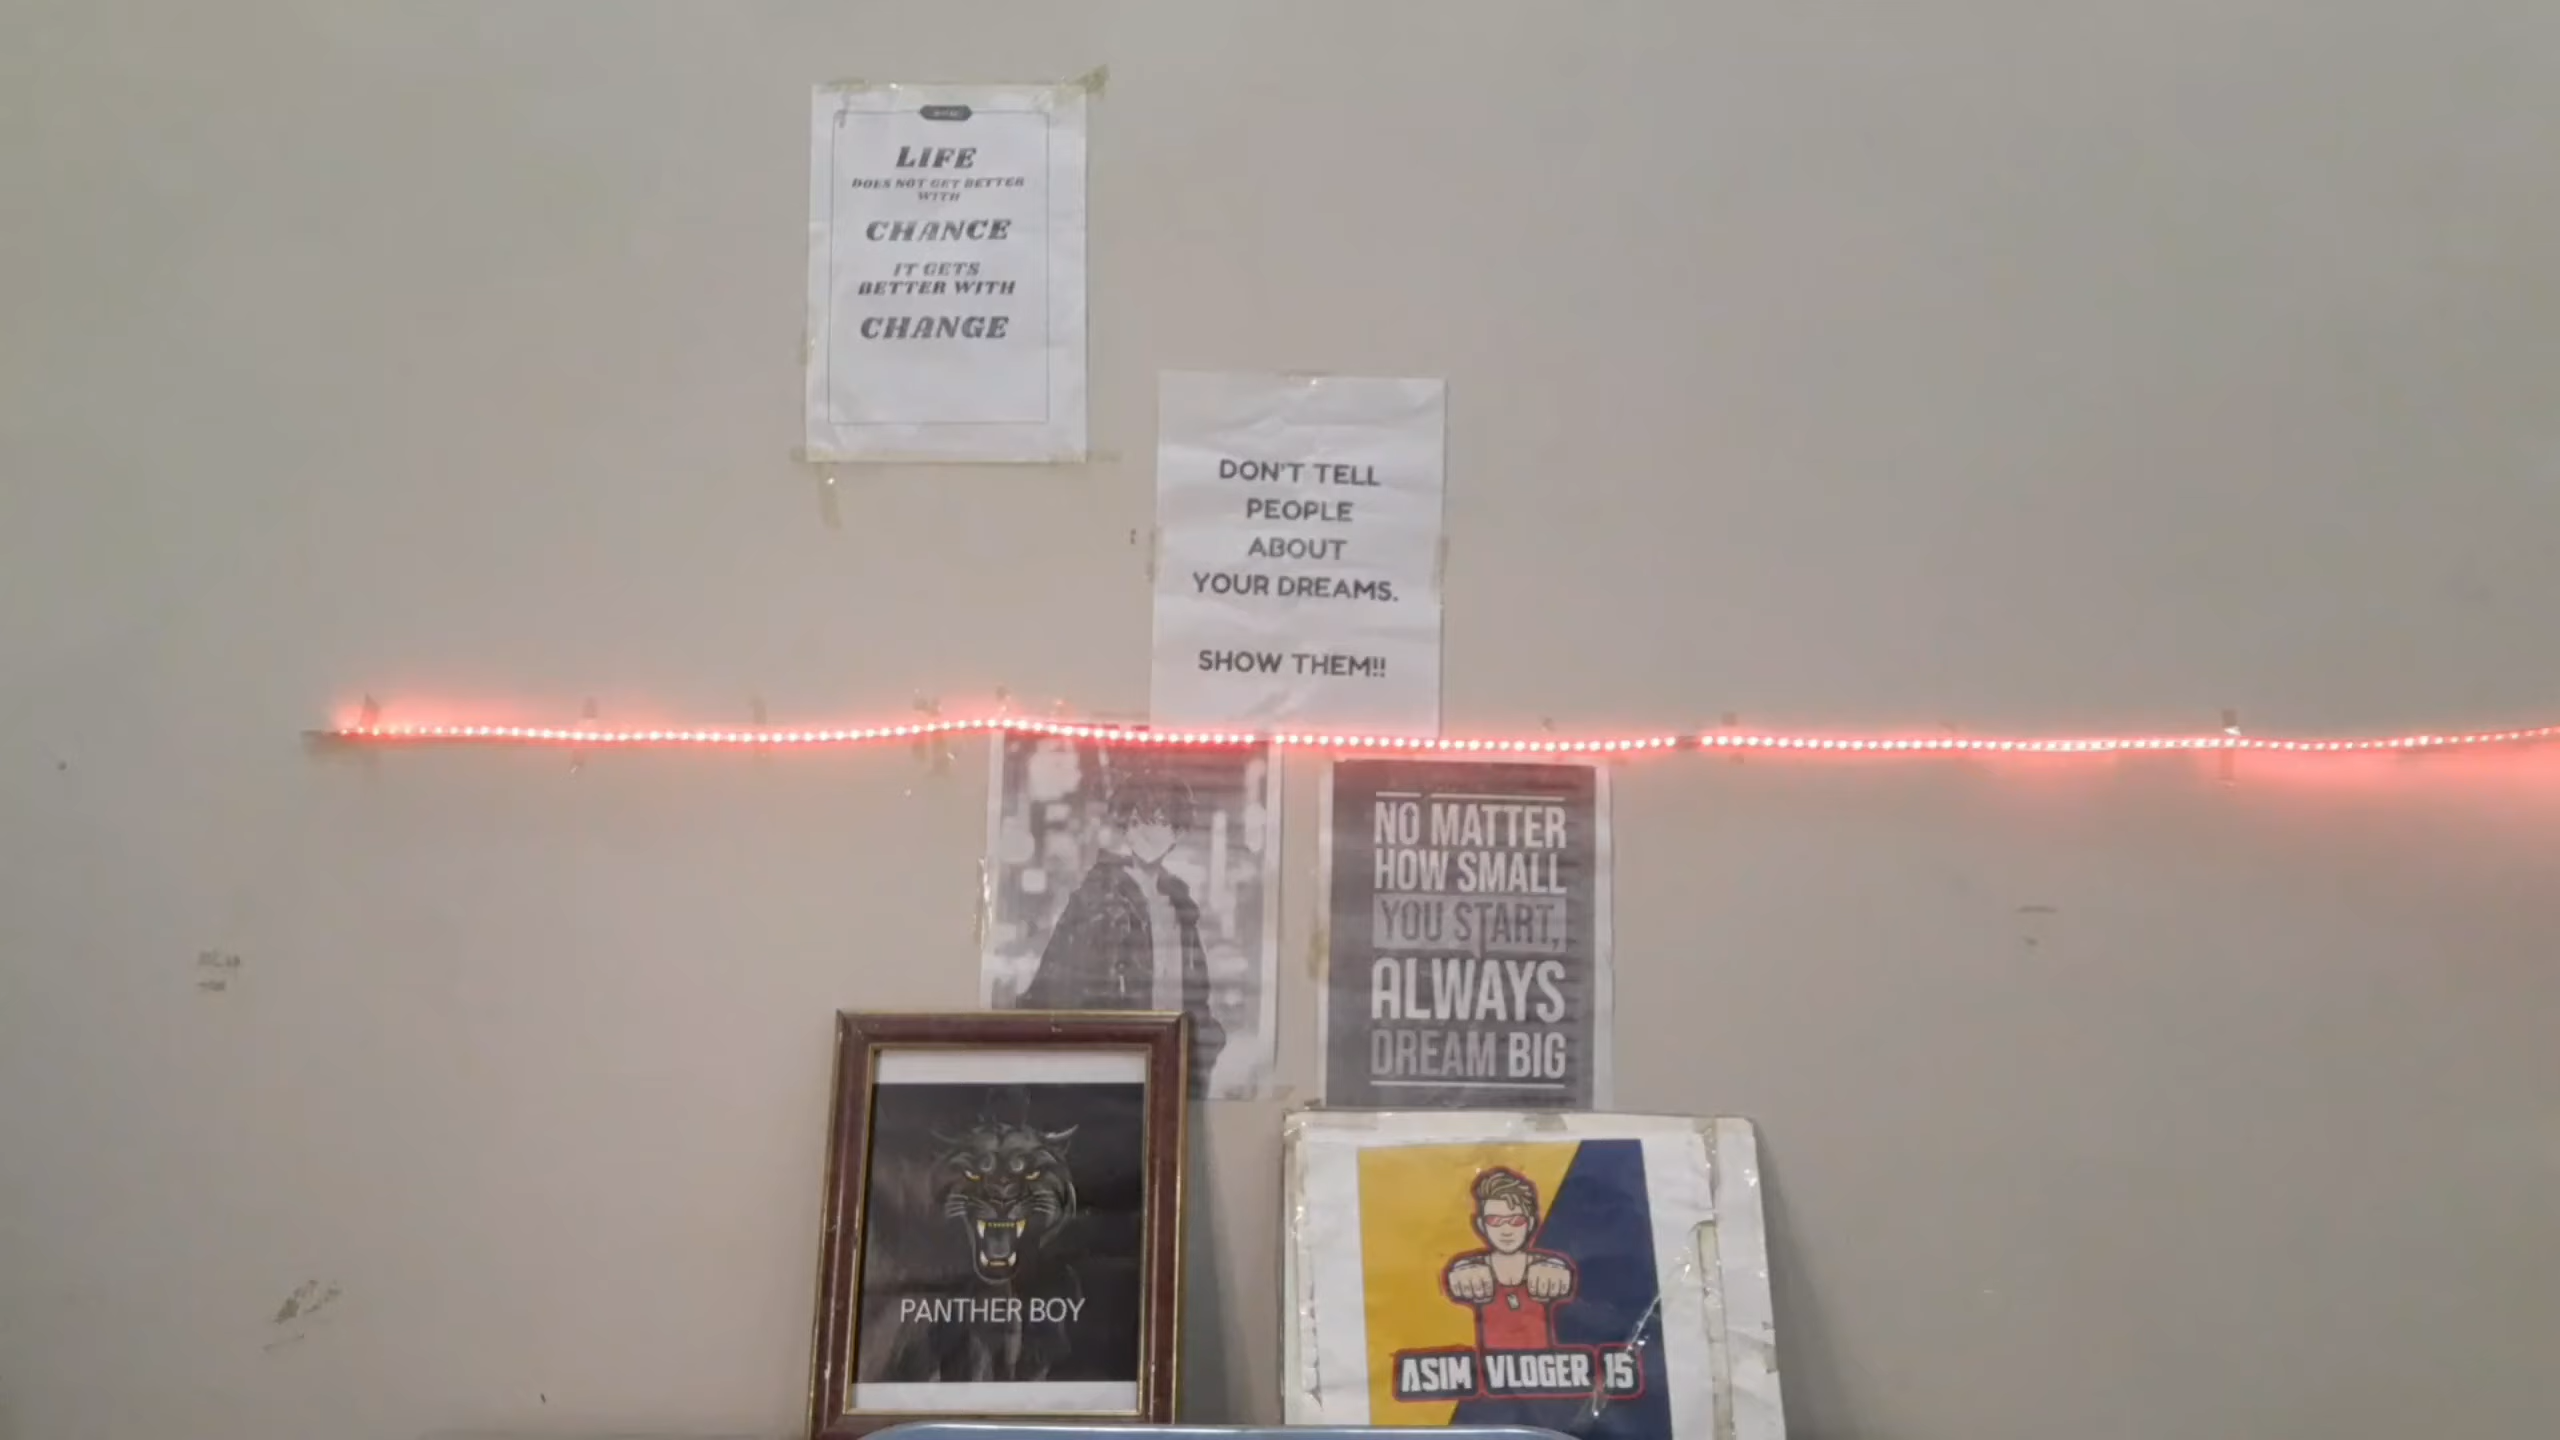 LIFE
DOES NOT GET BETTER
WITH
CHANCE
IT GETS
BETTER WITH
CHANGE
DON'T TELL
PEOPLE
ABOUT
YOUR DREAMS.
SHOW THEM!!
NO MATTER
HOW SMALL
YOU START,
ALWAYS
DREAM BIG
PANTHER BOY
ASIM VLOGER 15